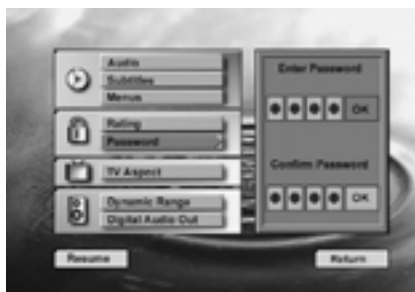 Audio
Subtitles
Menus
Rating
Password
TV Aspect
Dynamic Range
Digital Audio Out
Enter Password
OK
Confirm Password
OK
Resume
Return